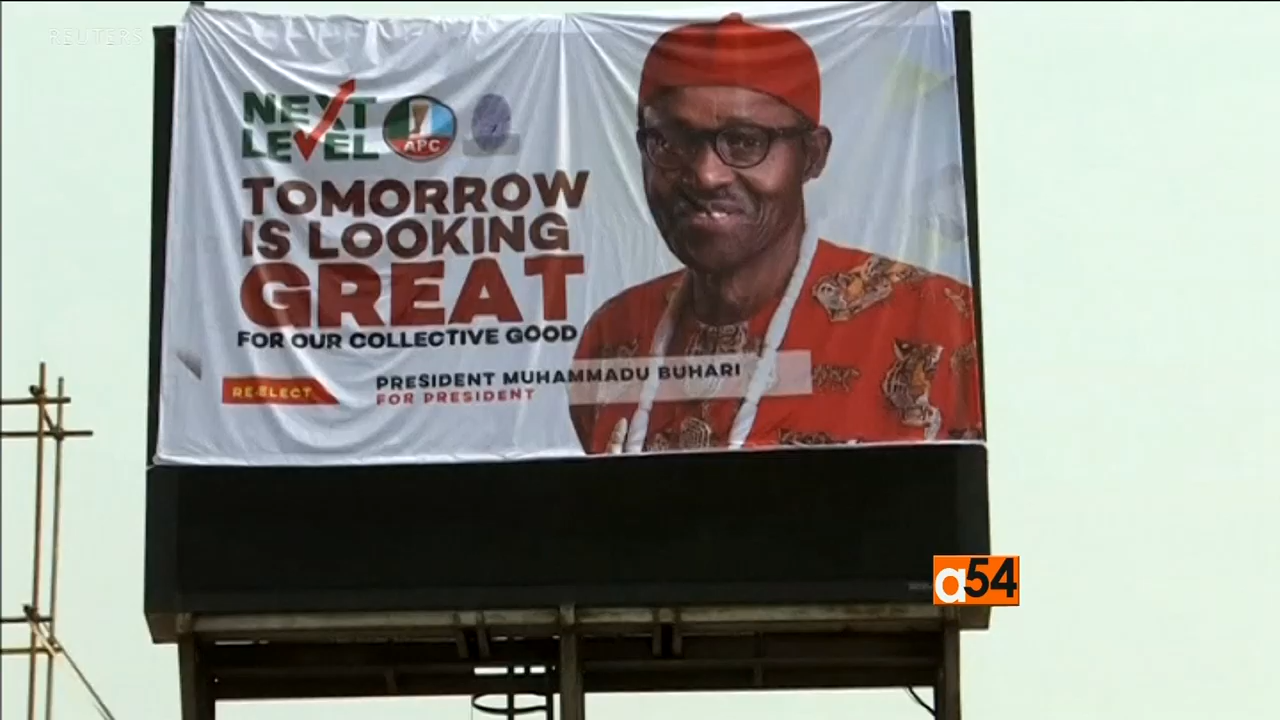 REUTERS
NEXT
LEVEL
APC
TOMORROW
IS LOOKING
GREAT
FOR OUR COLLECTIVE GOOD
RE-ELECT
PRESIDENT MUHAMMADU BUHARI
FOR PRESIDENT
a54